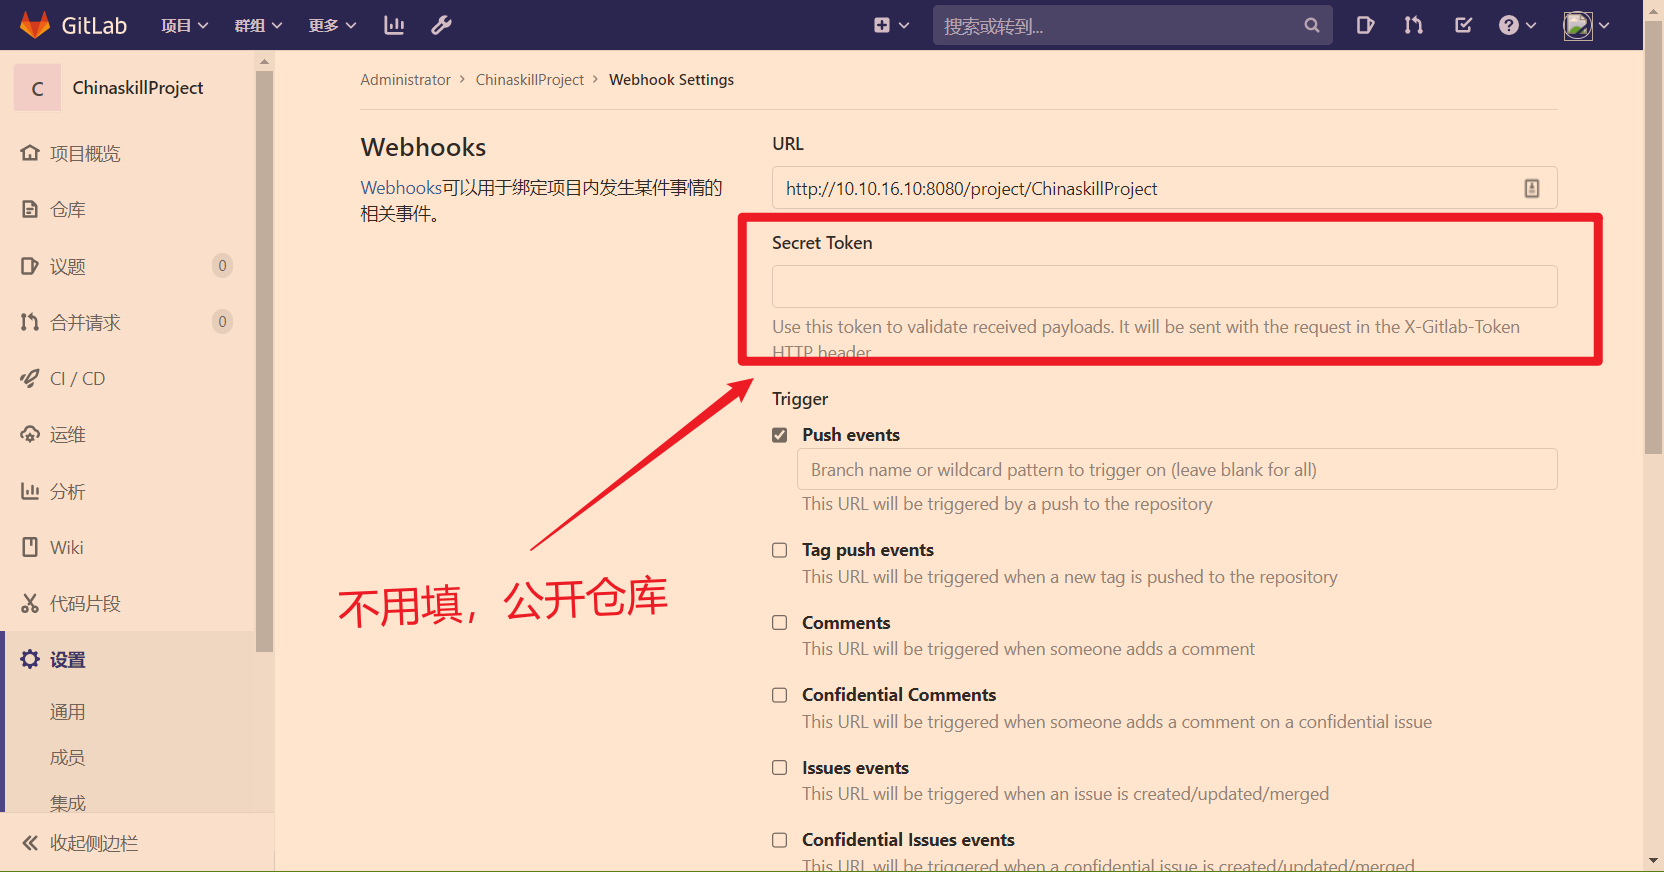 GitLab 项目 群组 更多 搜索或转到...
C ChinaskillProject
项目概览
仓库
议题 0
合并请求 0
CI / CD
运维
分析
Wiki
代码片段
设置
通用
成员
集成
收起侧边栏
Administrator > ChinaskillProject > Webhook Settings
Webhooks
Webhooks可以用于绑定项目内发生某件事情的
相关事件。
URL
http://10.10.16.10:8080/project/ChinaskillProject
Secret Token
Use this token to validate received payloads. It will be sent with the request in the X-Gitlab-Token
HTTP header
不用填，公开仓库
Trigger
Push events
Branch name or wildcard pattern to trigger on (leave blank for all)
This URL will be triggered by a push to the repository
Tag push events
This URL will be triggered when a new tag is pushed to the repository
Comments
This URL will be triggered when someone adds a comment
Confidential Comments
This URL will be triggered when someone adds a comment on a confidential issue
Issues events
This URL will be triggered when an issue is created/updated/merged
Confidential Issues events
This URL will be triggered when a confidential issue is created/updated/merged